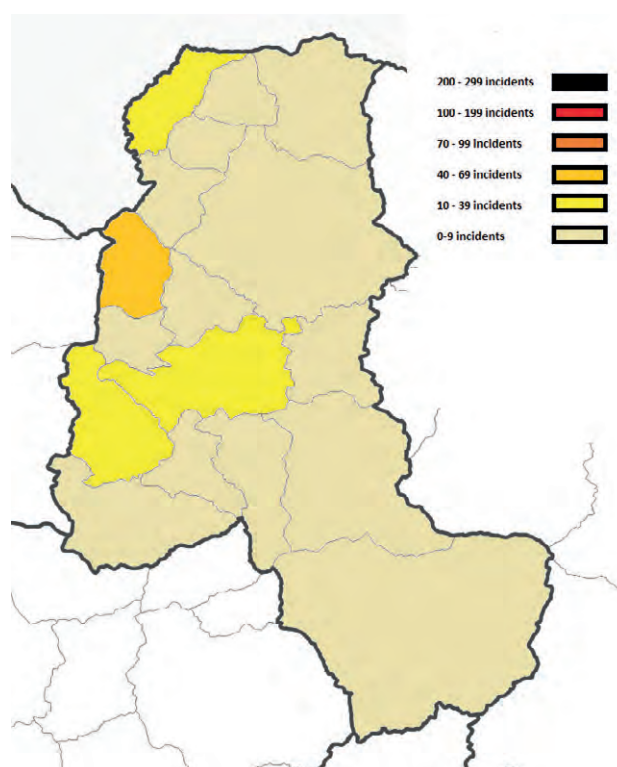 200 - 299 incidents
100 - 199 incidents
70 - 99 incidents
40 - 69 incidents
10 - 39 incidents
0-9 incidents